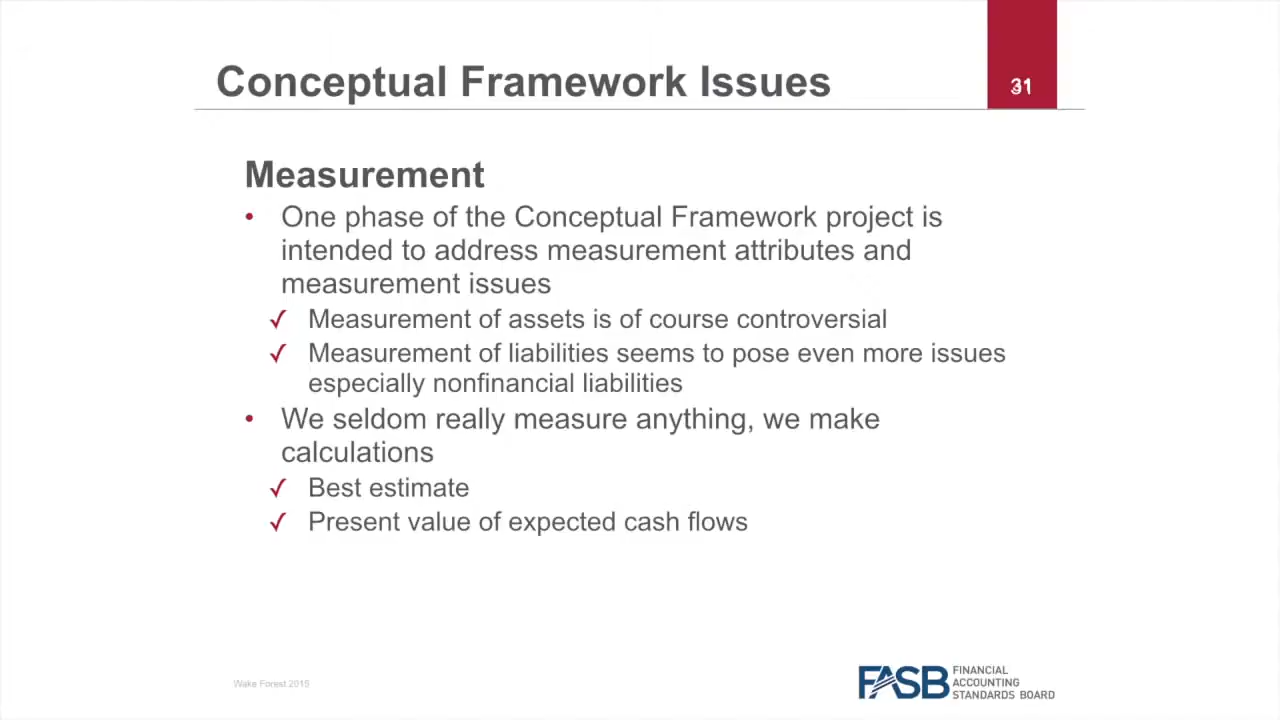 Conceptual Framework Issues
31
Measurement
• One phase of the Conceptual Framework project is
intended to address measurement attributes and
measurement issues
✓ Measurement of assets is of course controversial
✓ Measurement of liabilities seems to pose even more issues
especially nonfinancial liabilities
• We seldom really measure anything, we make
calculations
✓ Best estimate
✓ Present value of expected cash flows
Wake Forest 2015
FASB
FINANCIAL
ACCOUNTING
STANDARDS BOARD